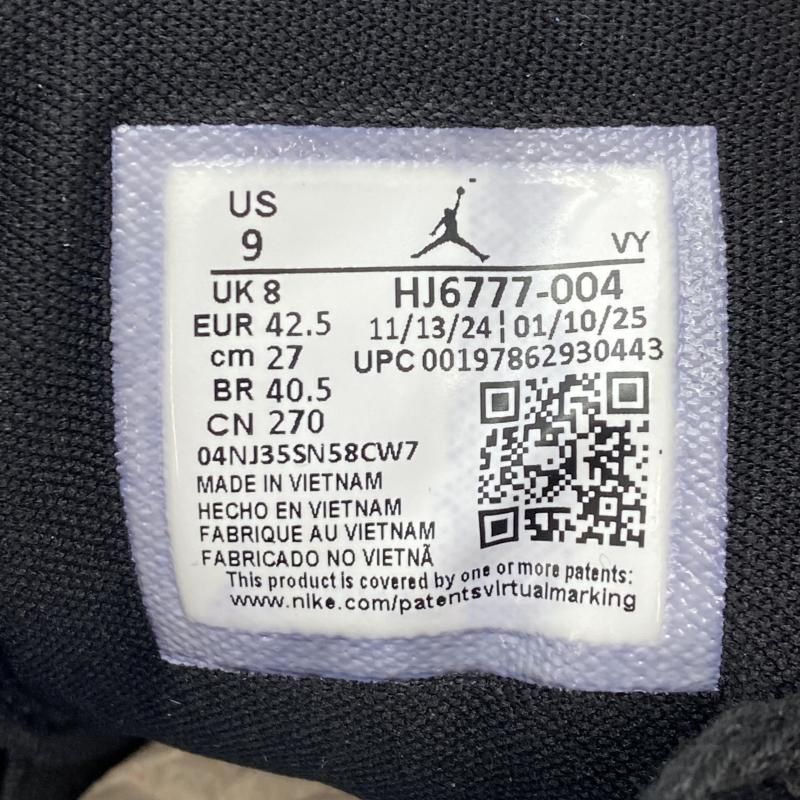 US
9
VY
UK 8
HJ6777-004
EUR 42.5
11/13/24 ¦ 01/10/25
cm 27
UPC 00197862930443
BR 40.5
CN 270
04NJ35SN58CW7
MADE IN VIETNAM
HECHO EN VIETNAM
FABRIQUE AU VIETNAM
FABRICADO NO VIETNÃ
This product is covered by one or more patents:
www.nike.com/patentsvirtualmarking